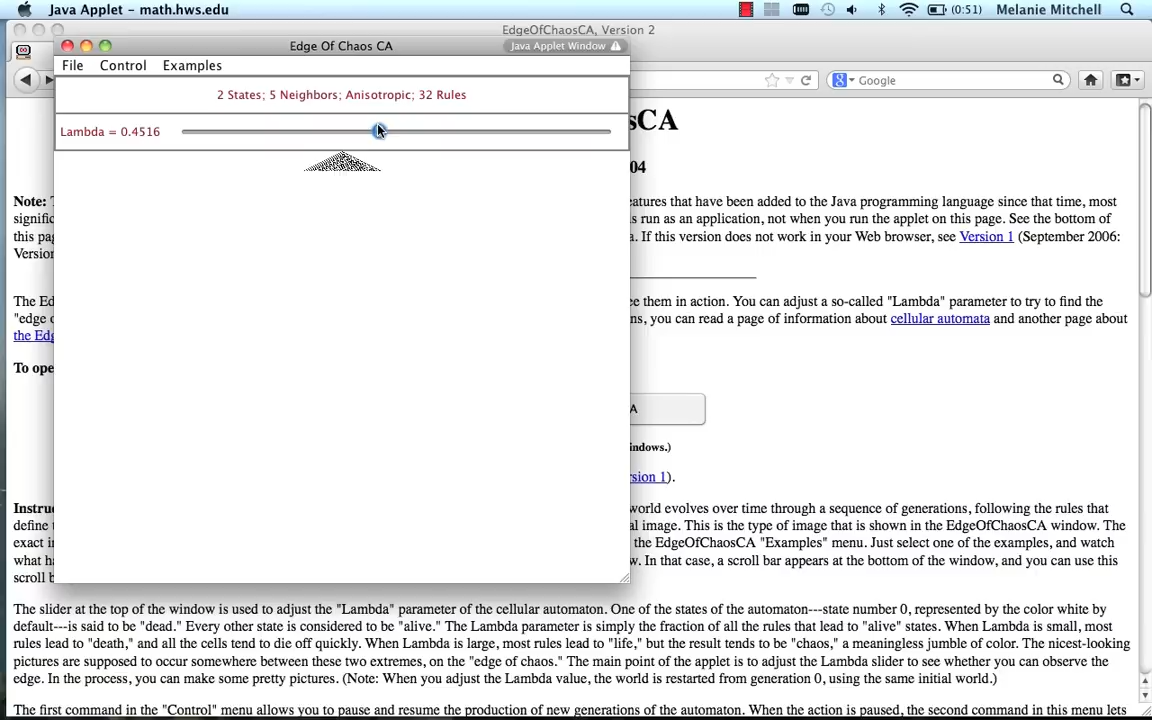 Java Applet - math.hws.edu
(0:51) Melanie Mitchell
EdgeOfChaosCA, Version 2
Edge Of Chaos CA
Java Applet Window
File Control Examples
Google
2 States; 5 Neighbors; Anisotropic; 32 Rules
Lambda = 0.4516
sCA
04
Note:
eatures that have been added to the Java programming language since that time, most
signific
is run as an application, not when you run the applet on this page. See the bottom of
this pag
a. If this version does not work in your Web browser, see Version 1 (September 2006:
Version
The Ed
ee them in action. You can adjust a so-called "Lambda" parameter to try to find the
"edge o
ns, you can read a page of information about cellular automata and another page about
the Edg
To ope
A
indows.)
rsion 1).
Instruc
world evolves over time through a sequence of generations, following the rules that
define t
al image. This is the type of image that is shown in the EdgeOfChaosCA window. The
exact in
the EdgeOfChaosCA "Examples" menu. Just select one of the examples, and watch
what ha
w. In that case, a scroll bar appears at the bottom of the window, and you can use this
scroll b
The slider at the top of the window is used to adjust the "Lambda" parameter of the cellular automaton. One of the states of the automaton---state number 0, represented by the color white by
default---is said to be "dead." Every other state is considered to be "alive." The Lambda parameter is simply the fraction of all the rules that lead to "alive" states. When Lambda is small, most
rules lead to "death," and all the cells tend to die off quickly. When Lambda is large, most rules lead to "life," but the result tends to be "chaos," a meaningless jumble of color. The nicest-looking
pictures are supposed to occur somewhere between these two extremes, on the "edge of chaos." The main point of the applet is to adjust the Lambda slider to see whether you can observe the
edge. In the process, you can make some pretty pictures. (Note: When you adjust the Lambda value, the world is restarted from generation 0, using the same initial world.)
The first command in the "Control" menu allows you to pause and resume the production of new generations of the automaton. When the action is paused, the second command in this menu lets